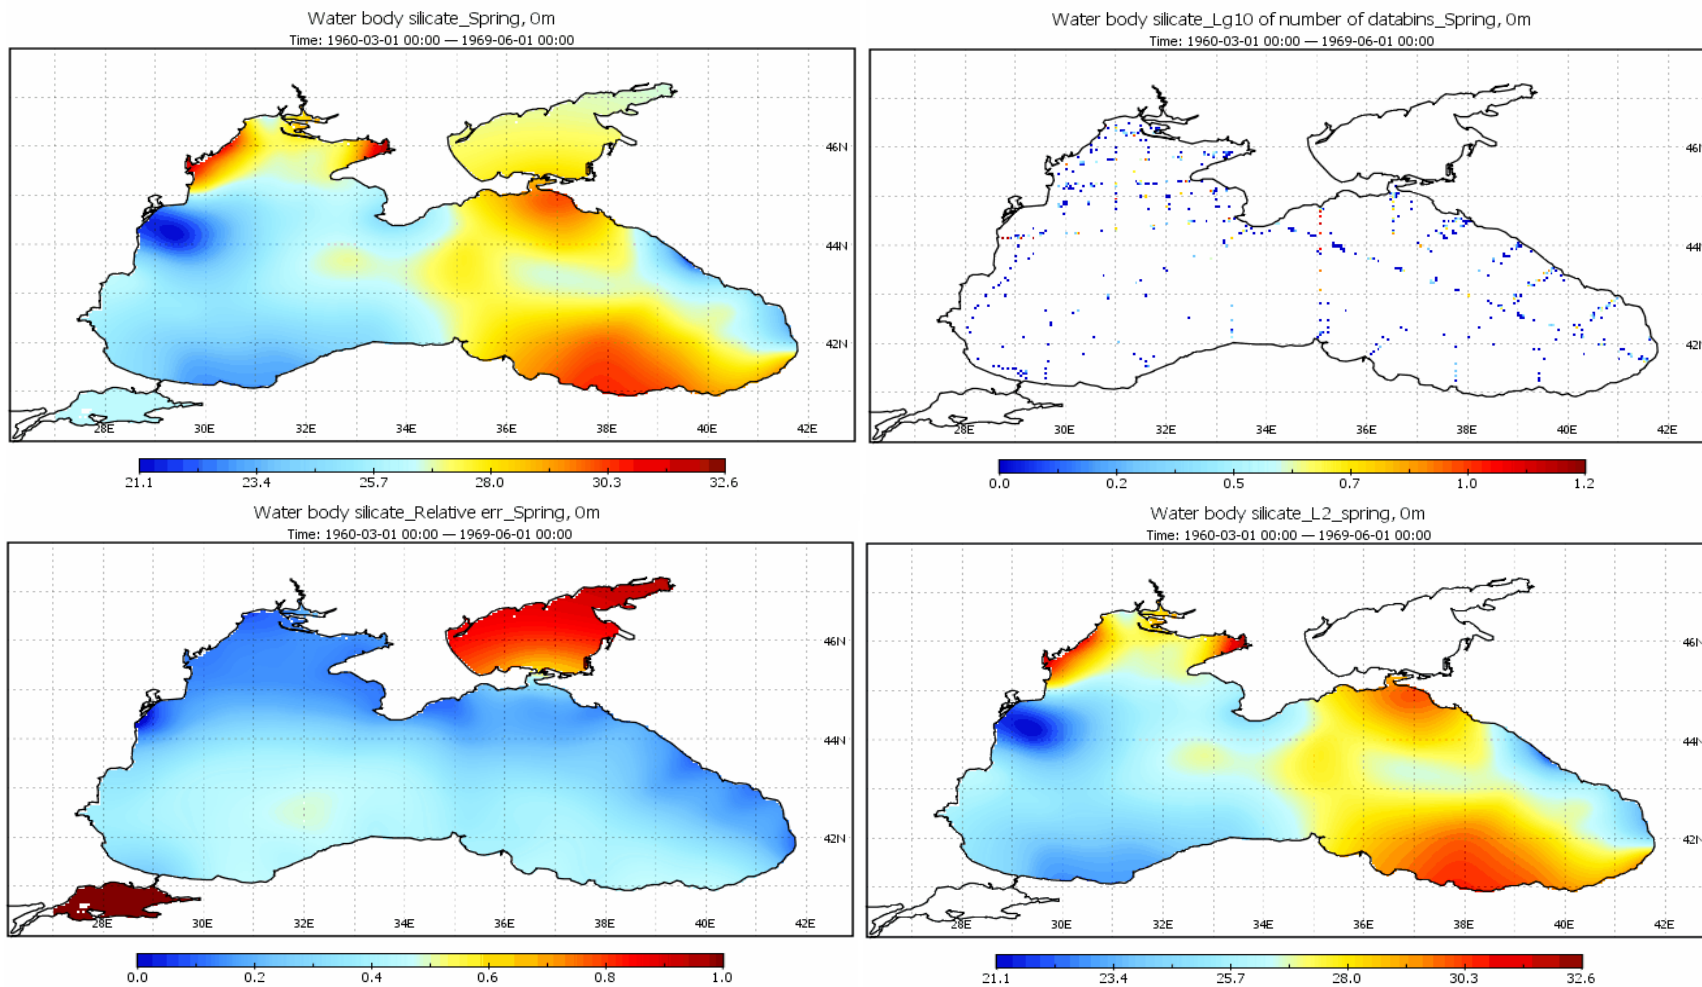 Water body silicate_Spring, 0m
Time: 1960-03-01 00:00 — 1969-06-01 00:00
46N
44N
42N
28E 30E 32E 34E 36E 38E 40E 42E
21.1 23.4 25.7 28.0 30.3 32.6
Water body silicate_Lg10 of number of databins_Spring, 0m
Time: 1960-03-01 00:00 — 1969-06-01 00:00
46N
44N
42N
28E 30E 32E 34E 36E 38E 40E 42E
0.0 0.2 0.5 0.7 1.0 1.2
Water body silicate_Relative err_Spring, 0m
Time: 1960-03-01 00:00 — 1969-06-01 00:00
46N
44N
42N
28E 30E 32E 34E 36E 38E 40E 42E
0.0 0.2 0.4 0.6 0.8 1.0
Water body silicate_L2_spring, 0m
Time: 1960-03-01 00:00 — 1969-06-01 00:00
46N
44N
42N
28E 30E 32E 34E 36E 38E 40E 42E
21.1 23.4 25.7 28.0 30.3 32.6